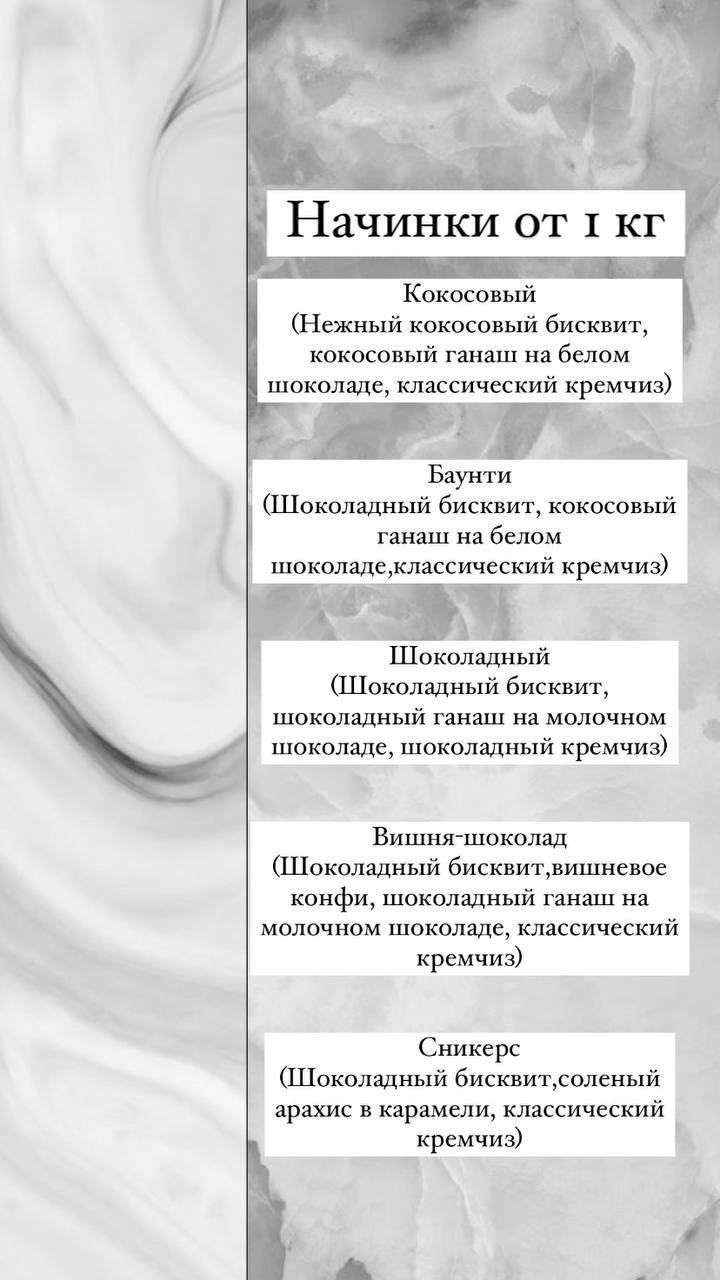 Начинки от 1 кг
Кокосовый
(Нежный кокосовый бисквит,
кокосовый ганаш на белом
шоколаде, классический кремчиз)
Баунти
(Шоколадный бисквит, кокосовый
ганаш на белом
шоколаде,классический кремчиз)
Шоколадный
(Шоколадный бисквит,
шоколадный ганаш на молочном
шоколаде, шоколадный кремчиз)
Вишня-шоколад
(Шоколадный бисквит,вишневое
конфи, шоколадный ганаш на
молочном шоколаде, классический
кремчиз)
Сникерс
(Шоколадный бисквит,соленый
арахис в карамели, классический
кремчиз)